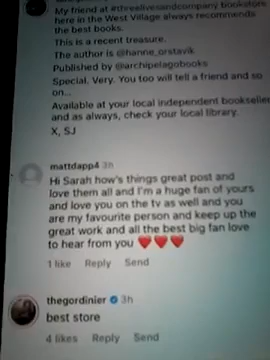 My friend at #threelivesandcompany bookstore
here in the West Village always recommends
the best books.
This is a recent treasure.
The author is @hanne_orstavik.
Published by @archipelagobooks
Special. Very. You too will tell a friend and so
on...
Available at your local independent bookseller
and as always, check your local library.
X, SJ
mattdapp4 3h
Hi Sarah how's things great post and
love them all and I'm a huge fan of yours
and love you on the tv as well and you
are my favourite person and keep up the
great work and all the best big fan love
to hear from you ❤️❤️❤️
1 like Reply Send
thegordinier 3h
best store
4 likes Reply Send